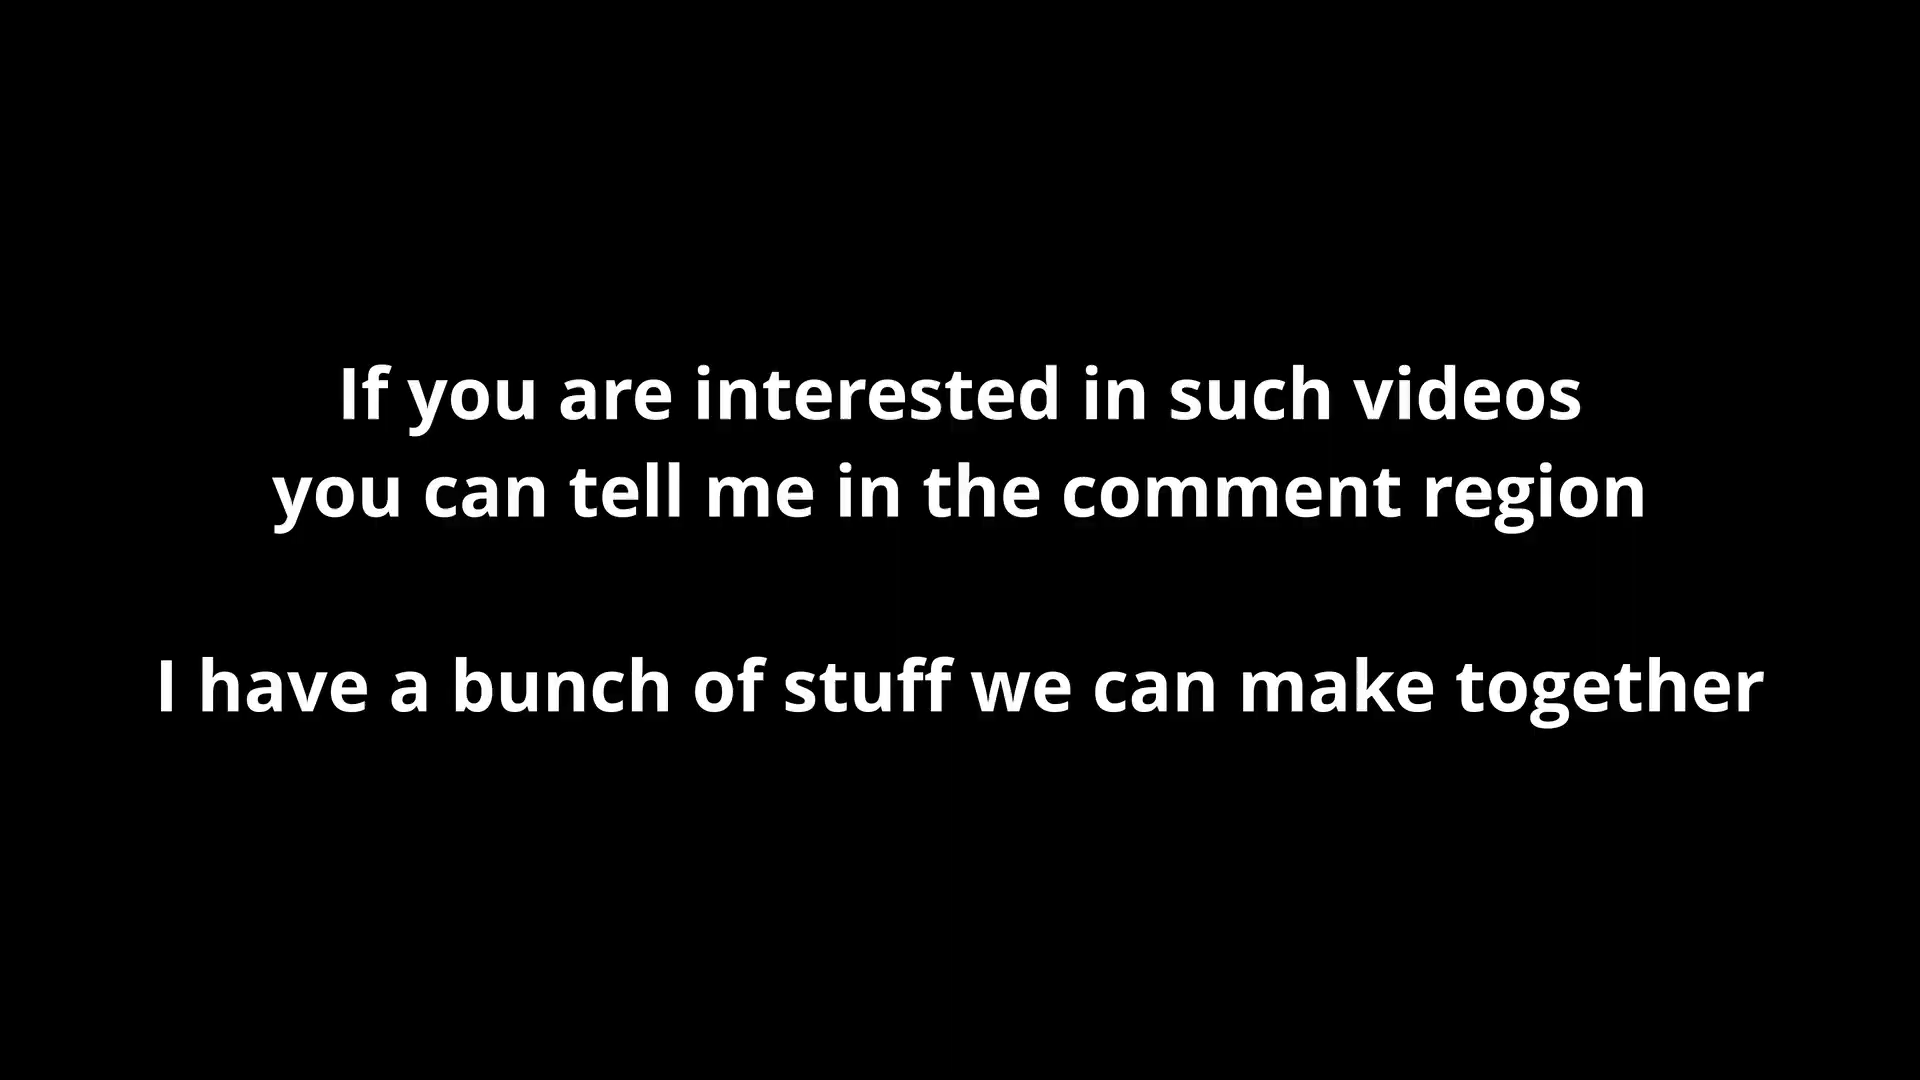 If you are interested in such videos
you can tell me in the comment region
I have a bunch of stuff we can make together